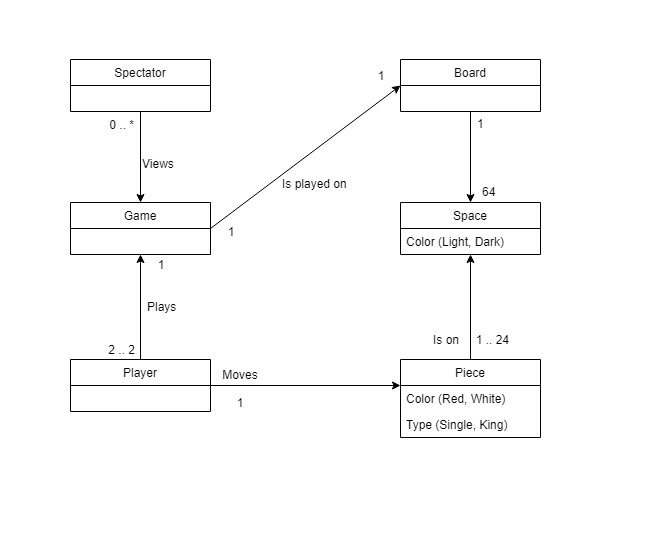 Spectator
Board
1
0 .. *
1
Views
Is played on
64
Game
Space
1
Color (Light, Dark)
1
Plays
2 .. 2
Is on
1 .. 24
Player
Moves
Piece
1
Color (Red, White)
Type (Single, King)